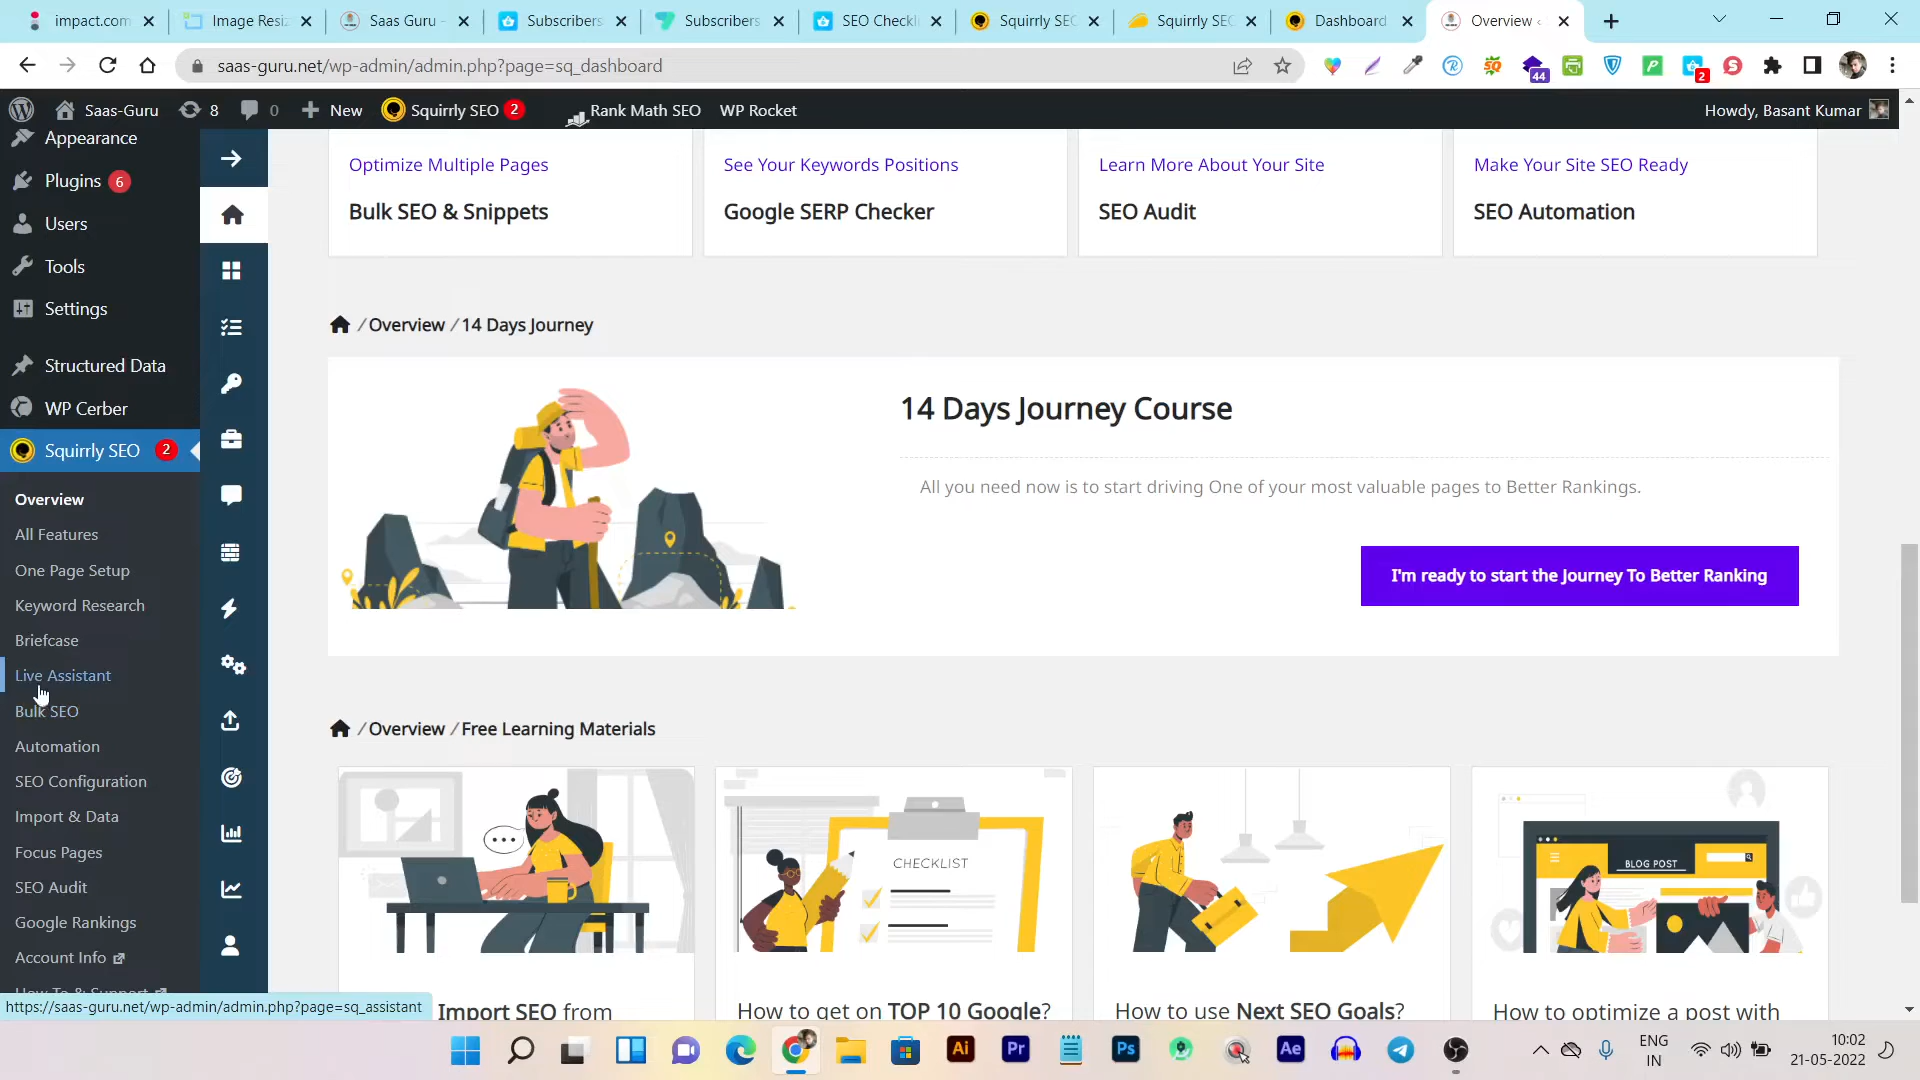 impact.com
Image Resiz
Saas Guru -
Subscribers
Subscribers
SEO Checkl
Squirrly SEO
Squirrly SEO
Dashboard
Overview ‹
saas-guru.net/wp-admin/admin.php?page=sq_dashboard
44
2
Saas-Guru
8
0
New
Squirrly SEO 2
Rank Math SEO
WP Rocket
Howdy, Basant Kumar
Appearance
Plugins 6
Users
Tools
Settings
Structured Data
WP Cerber
Squirrly SEO 2
Overview
All Features
One Page Setup
Keyword Research
Briefcase
Live Assistant
Bulk SEO
Automation
SEO Configuration
Import & Data
Focus Pages
SEO Audit
Google Rankings
Account Info
How To & Support
https://saas-guru.net/wp-admin/admin.php?page=sq_assistant
Optimize Multiple Pages
Bulk SEO & Snippets
See Your Keywords Positions
Google SERP Checker
Learn More About Your Site
SEO Audit
Make Your Site SEO Ready
SEO Automation
/ Overview / 14 Days Journey
14 Days Journey Course
All you need now is to start driving One of your most valuable pages to Better Rankings.
I'm ready to start the Journey To Better Ranking
/ Overview / Free Learning Materials
CHECKLIST
BLOG POST
Import SEO from
How to get on TOP 10 Google?
How to use Next SEO Goals?
How to optimize a post with
Ai
Pr
Ps
Ae
ENG
IN
10:02
21-05-2022